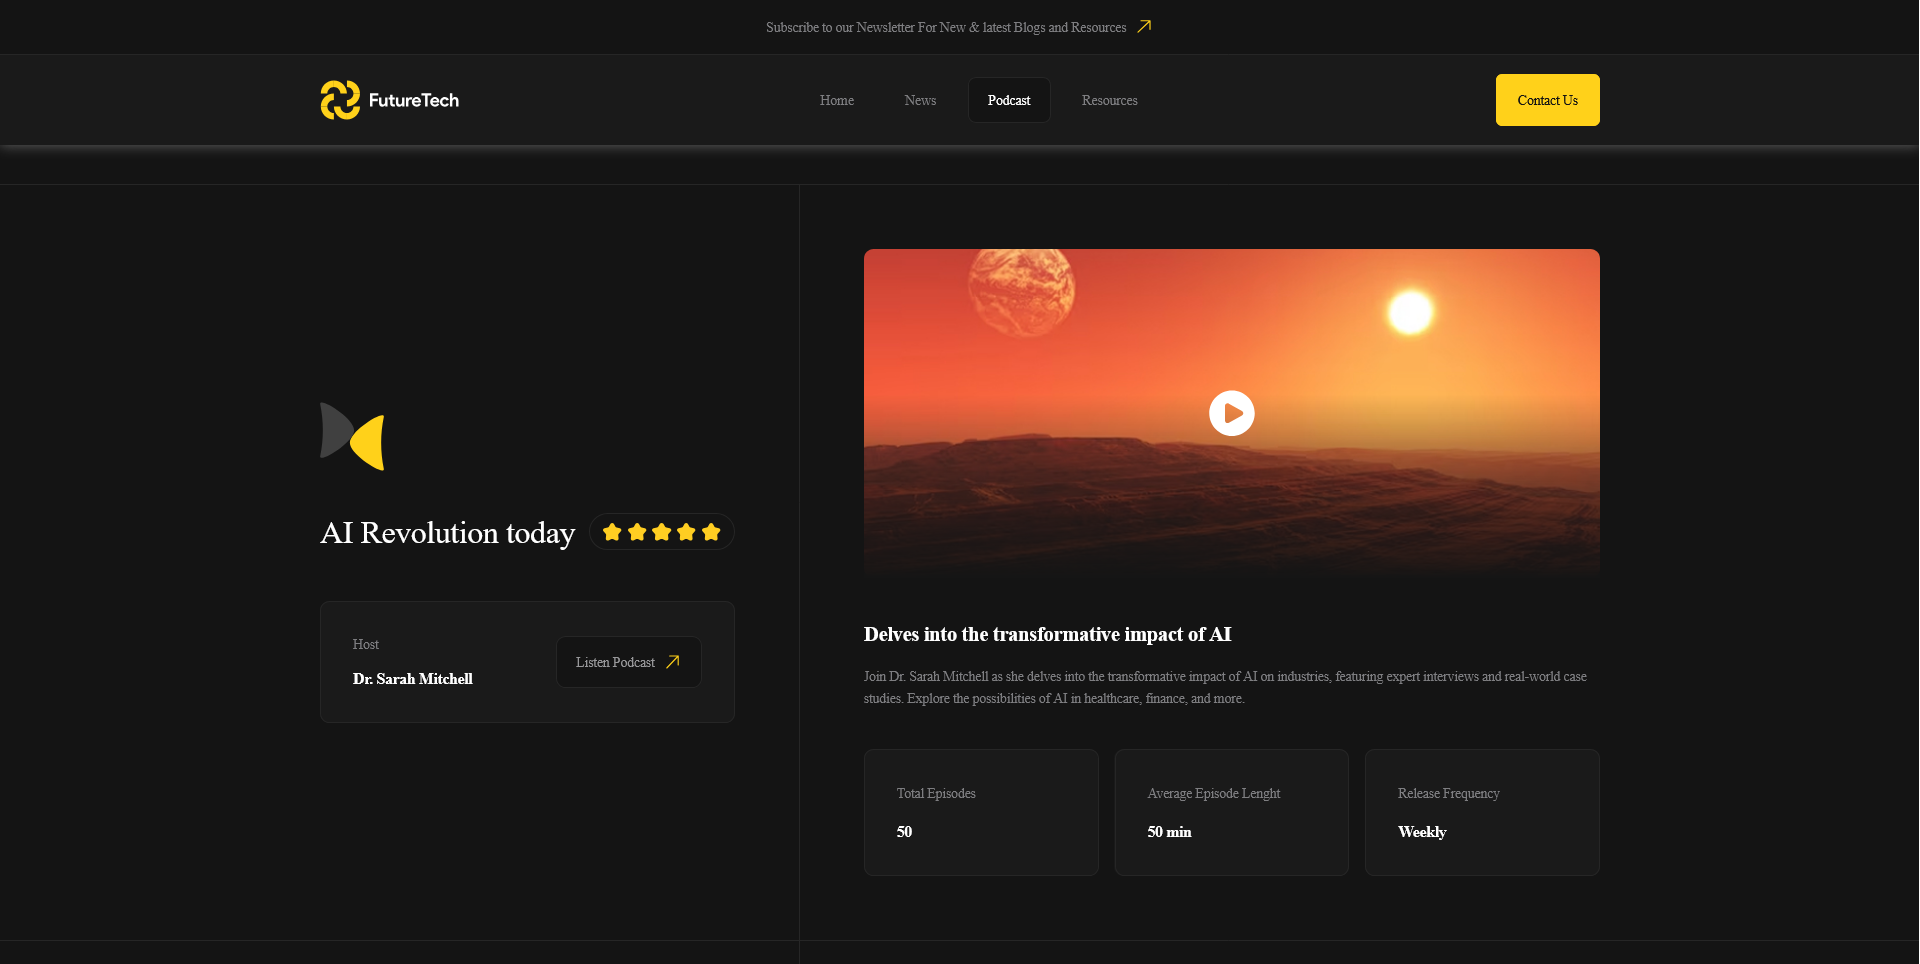 Subscribe to our Newsletter For New & latest Blogs and Resources
FutureTech
Home
News
Podcast
Resources
Contact Us
AI Revolution today
Host
Dr. Sarah Mitchell
Listen Podcast
Delves into the transformative impact of AI
Join Dr. Sarah Mitchell as she delves into the transformative impact of AI on industries, featuring expert interviews and real-world case
studies. Explore the possibilities of AI in healthcare, finance, and more.
Total Episodes
50
Average Episode Lenght
50 min
Release Frequency
Weekly